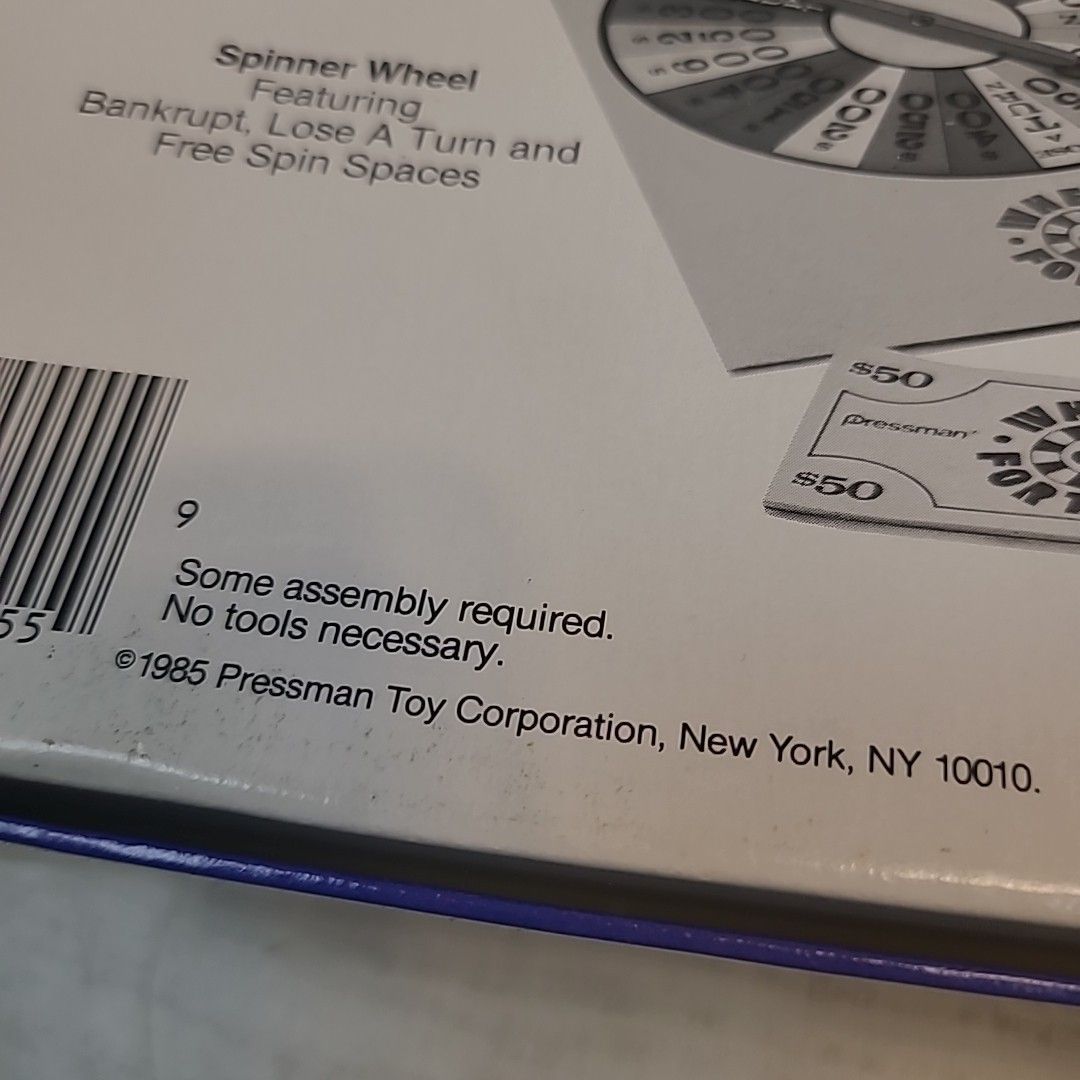 Spinner Wheel
Featuring
Bankrupt, Lose A Turn and
Free Spin Spaces
$50
Pressman
$50
9
Some assembly required.
No tools necessary.
55
©1985 Pressman Toy Corporation, New York, NY 10010.